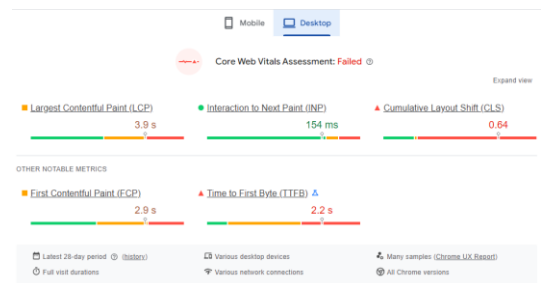 Mobile Desktop
Core Web Vitals Assessment: Failed
Expand view
Largest Contentful Paint (LCP) Interaction to Next Paint (INP) Cumulative Layout Shift (CLS)
3.9 s 154 ms 0.64
OTHER NOTABLE METRICS
First Contentful Paint (FCP) Time to First Byte (TTFB)
2.9 s 2.2 s
Latest 28-day period (history) Various desktop devices Many samples (Chrome UX Report)
Full visit durations Various network connections All Chrome versions